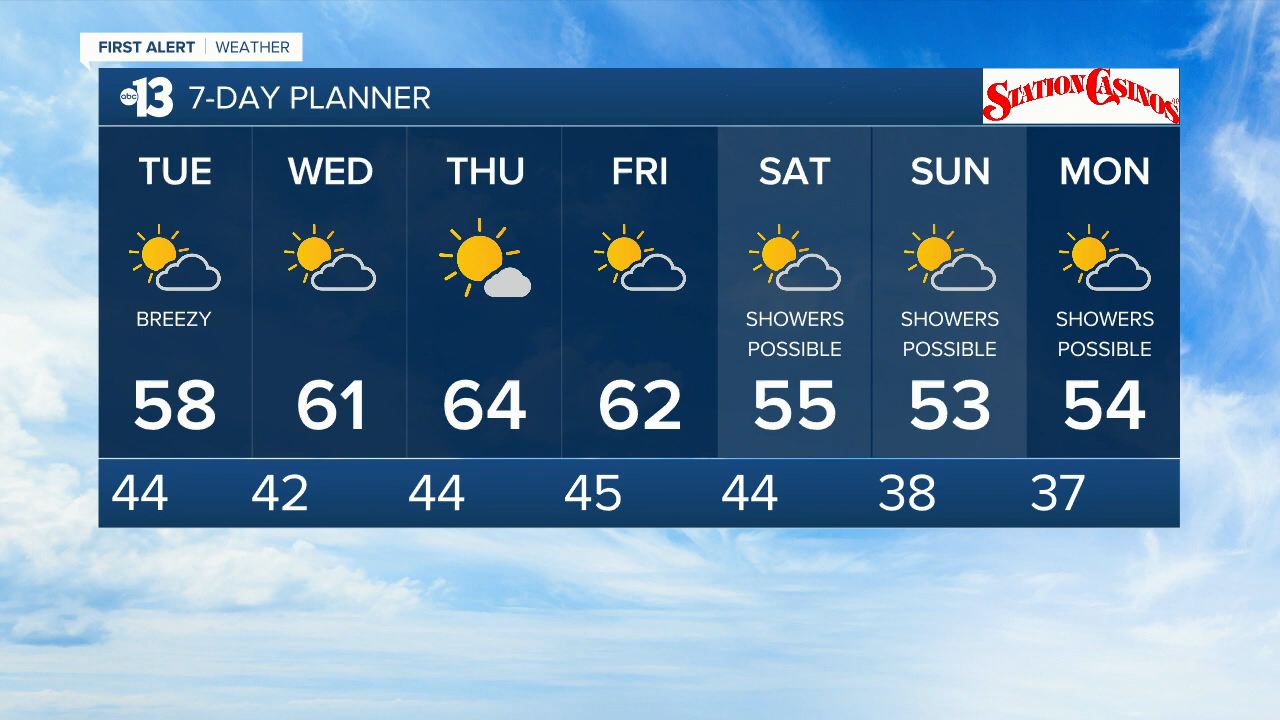 FIRST ALERT | WEATHER
abc 13 7-DAY PLANNER STATION CASINOS
TUE WED THU FRI SAT SUN MON
BREEZY SHOWERS SHOWERS SHOWERS
POSSIBLE POSSIBLE POSSIBLE
58 61 64 62 55 53 54
44 42 44 45 44 38 37